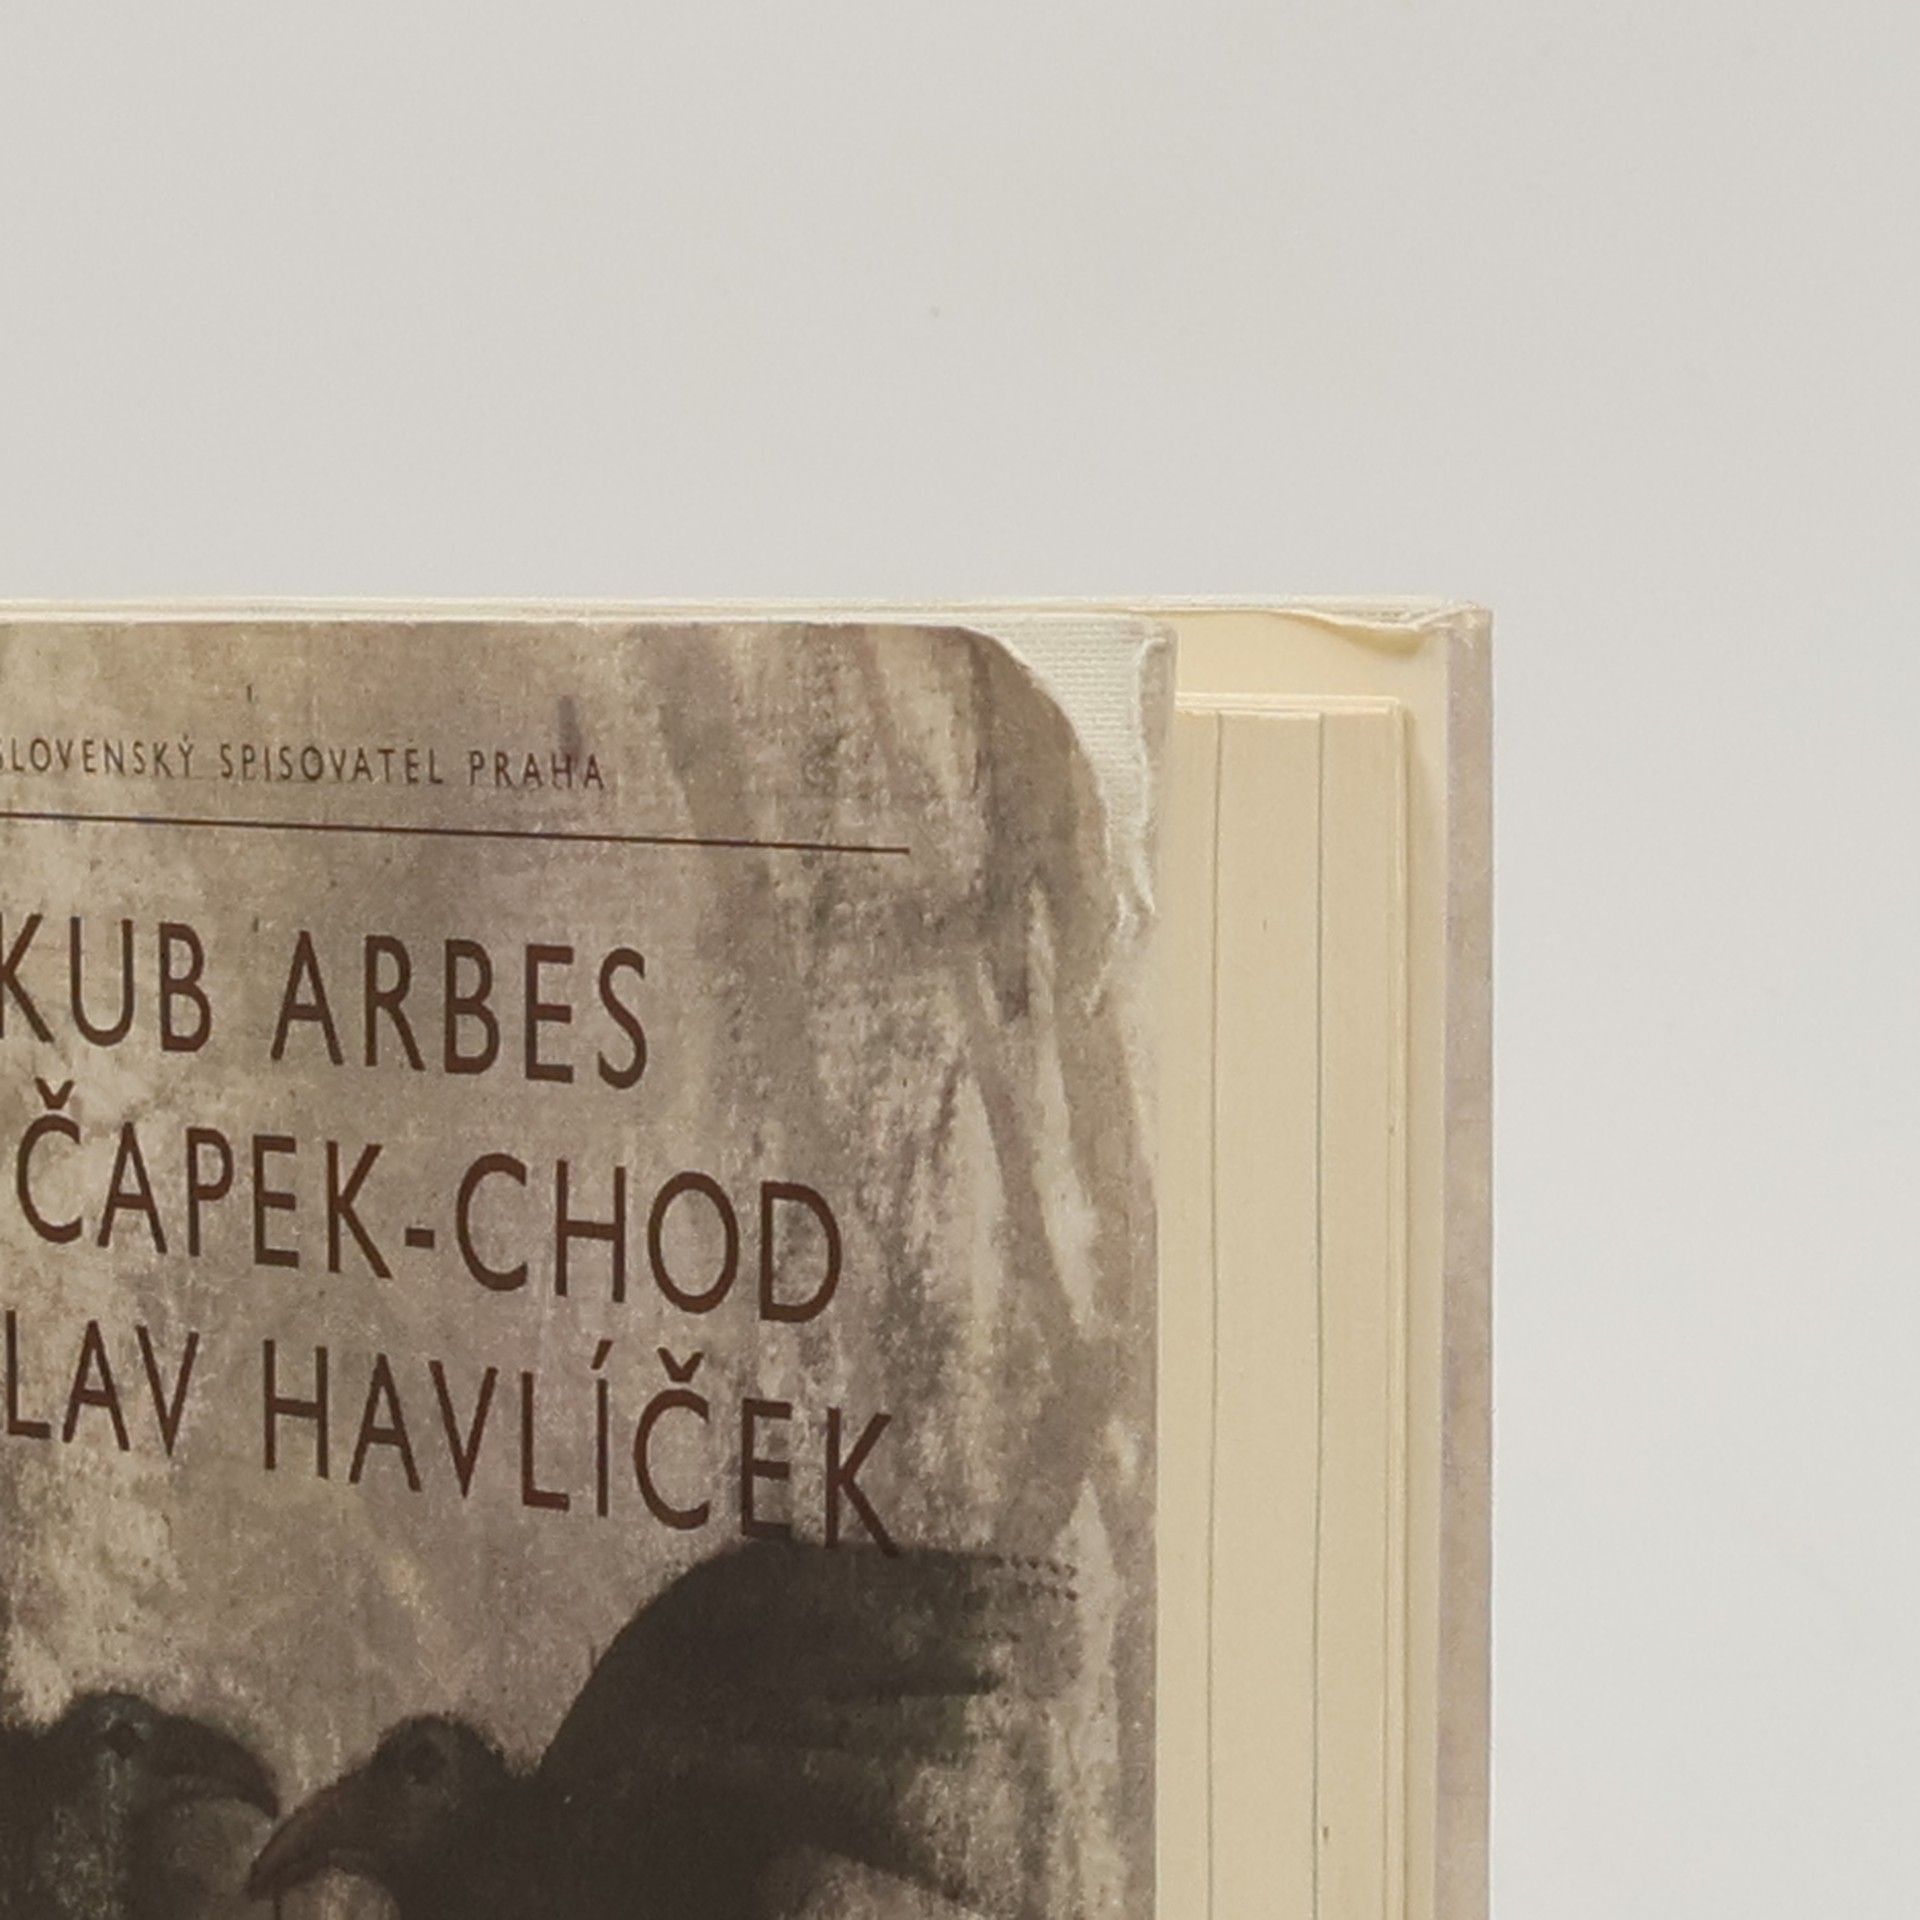 SLOVENSKÝ SPISOVATEL PRAHA
KUB ARBES
ČAPEK-CHOD
LAV HAVLÍČEK